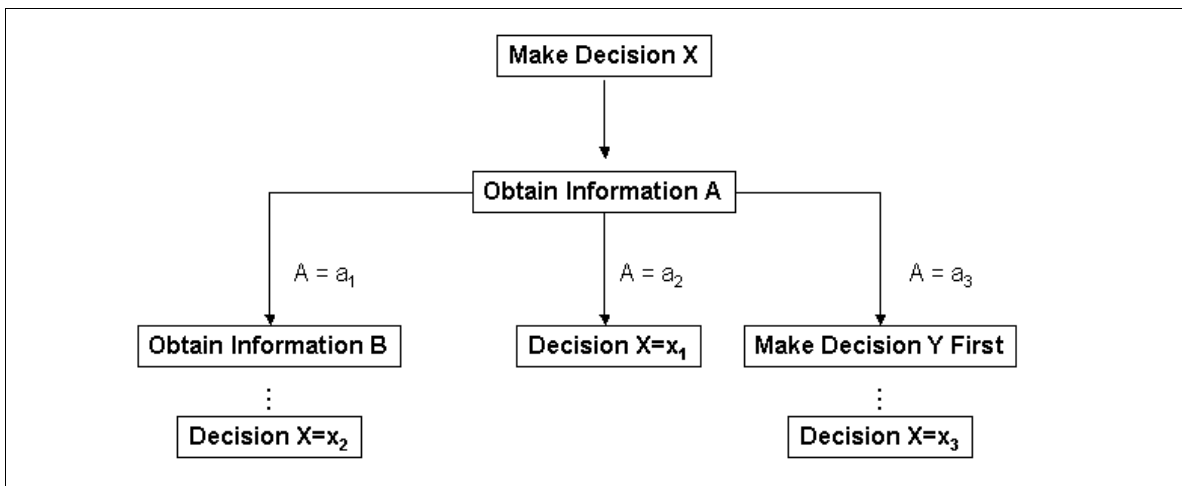 Make Decision X
Obtain Information A
A = a₁
A = a₂
A = a₃
Obtain Information B
Decision X=x₁
Make Decision Y First
Decision X=x₂
Decision X=x₃